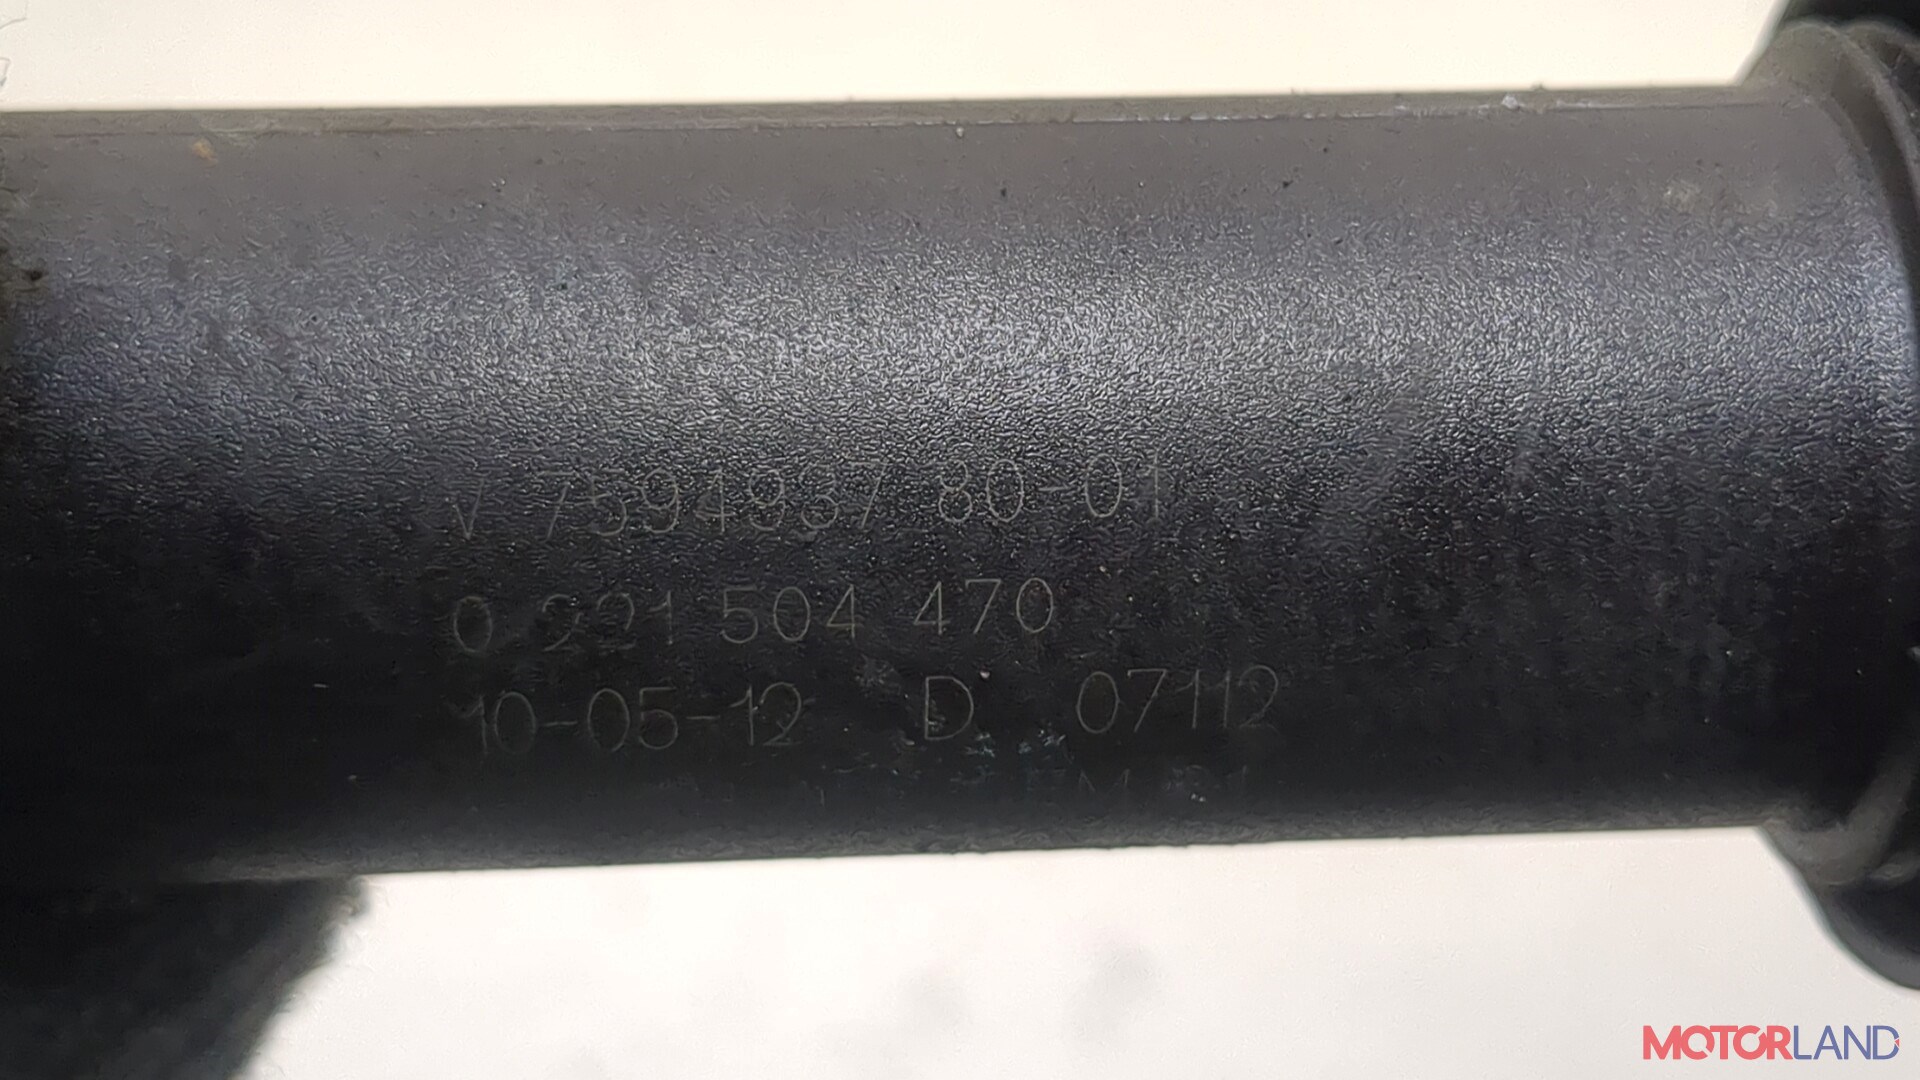 V 7594937 80-01
0 221 504 470
10-05-12 D 07112
MOTORLAND